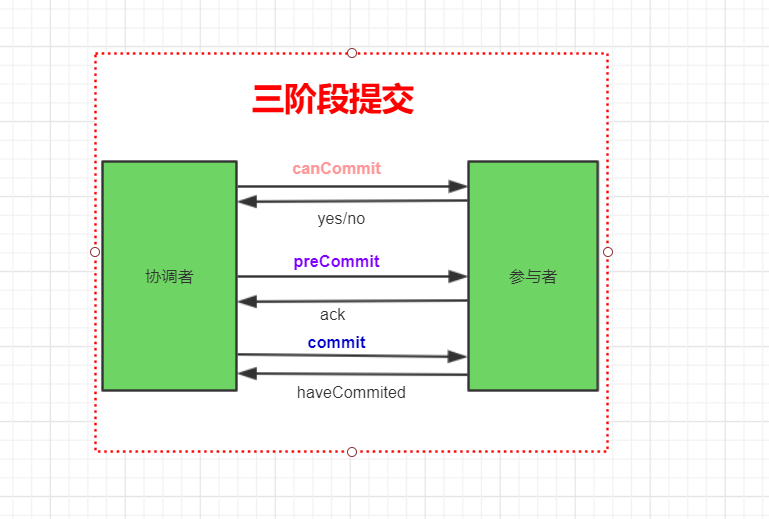 三阶段提交
canCommit
yes/no
preCommit
协调者
参与者
ack
commit
haveCommited